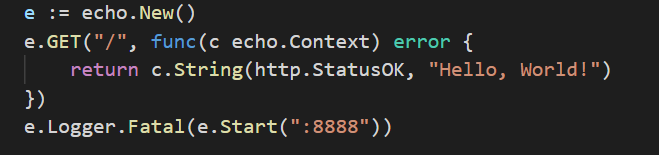 e := echo.New()
e.GET("/", func(c echo.Context) error {
    return c.String(http.StatusOK, "Hello, World!")
})
e.Logger.Fatal(e.Start(":8888"))